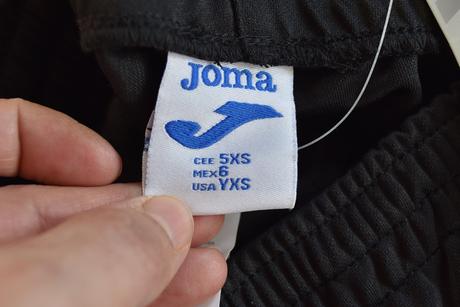 Joma
CEE 5XS
MEX 6
USA YXS